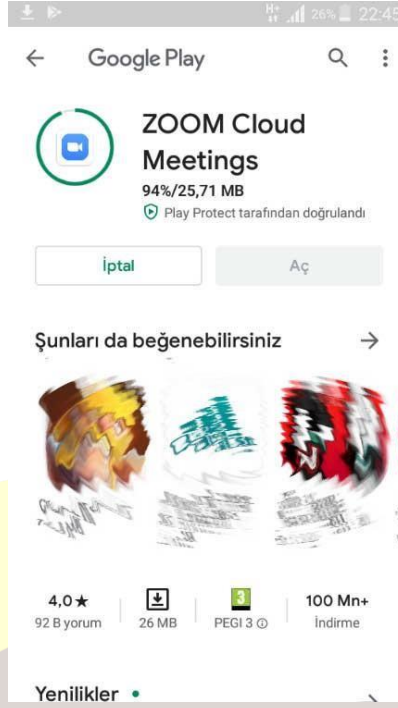 H+ 26% 22:45
Google Play
ZOOM Cloud
Meetings
94%/25,71 MB
Play Protect tarafından doğrulandı
İptal
Aç
Şunları da beğenebilirsiniz
4,0★
26 MB
3
PEGI 3
100 Mn+
92 B yorum
İndirme
Yenilikler